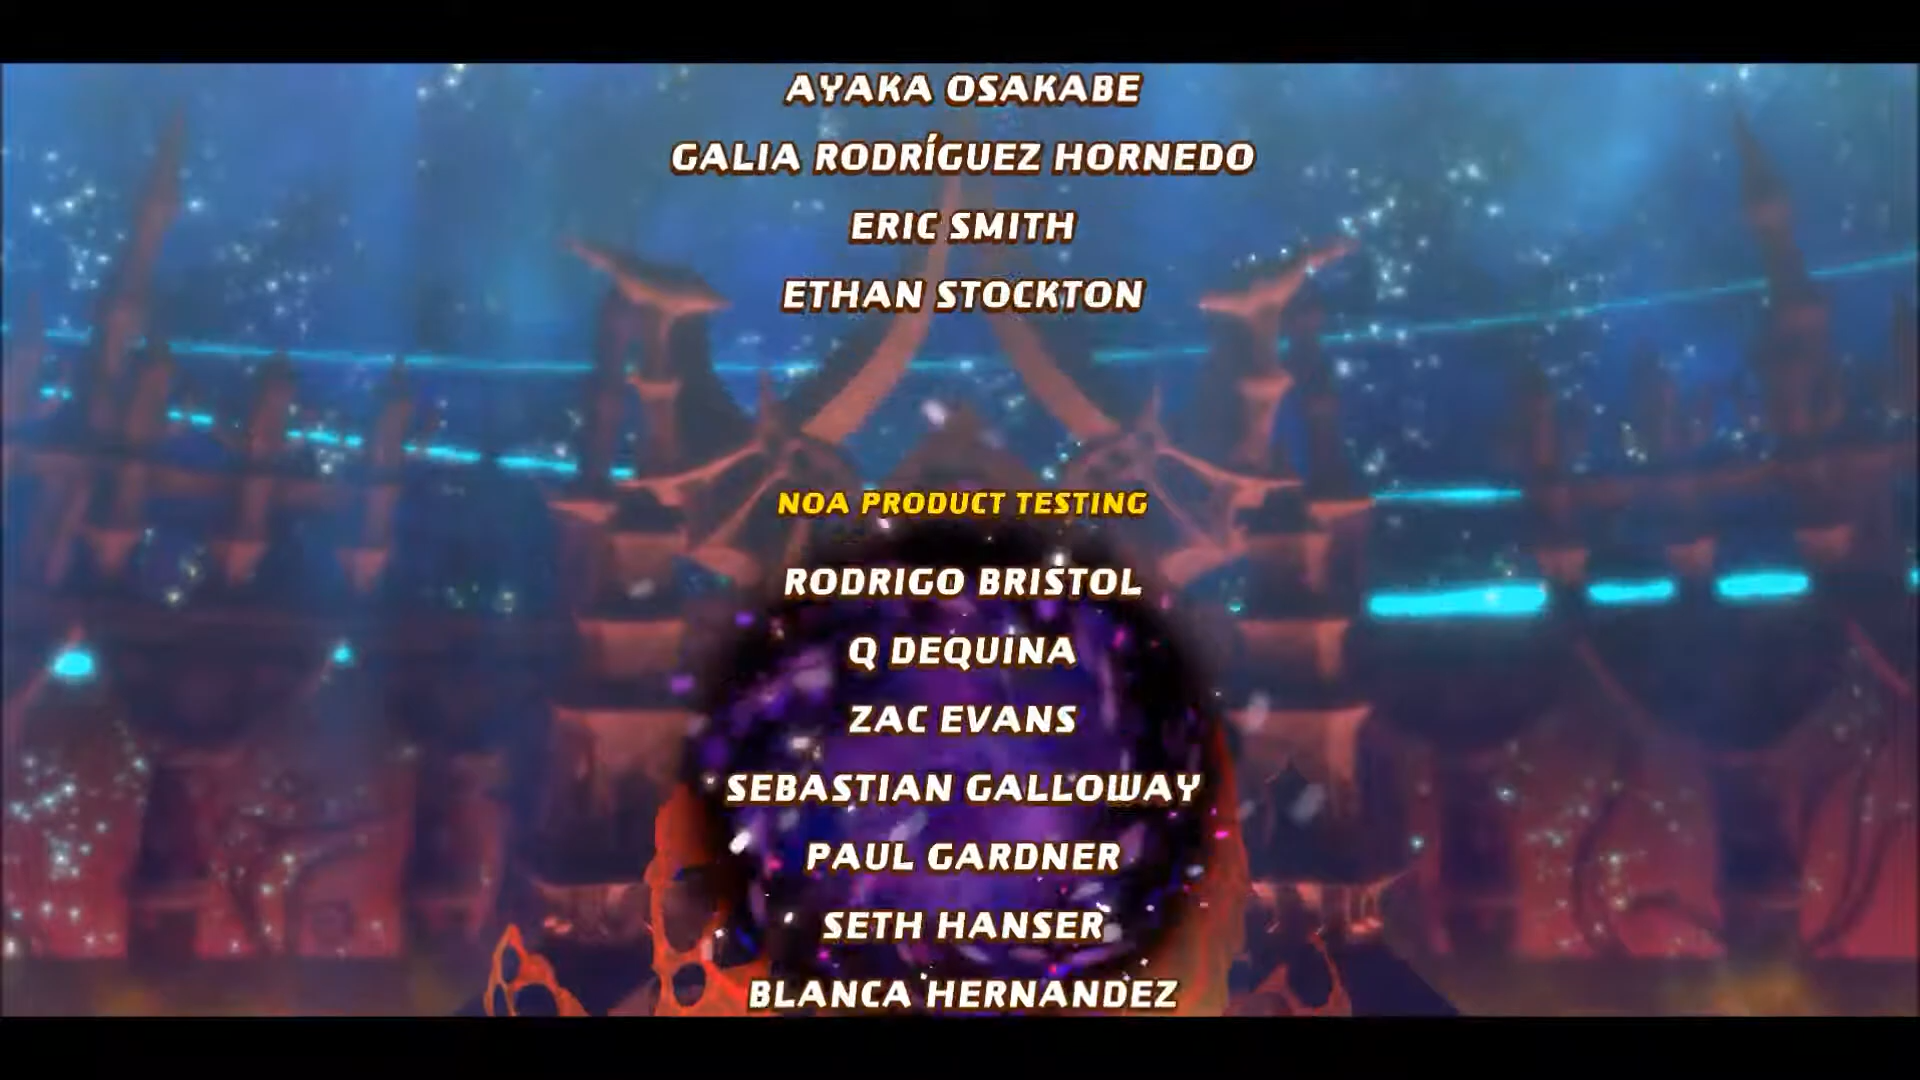 AYAKA OSAKABE
GALIA RODRÍGUEZ HORNEDO
ERIC SMITH
ETHAN STOCKTON
NOA PRODUCT TESTING
RODRIGO BRISTOL
Q DEQUINA
ZAC EVANS
SEBASTIAN GALLOWAY
PAUL GARDNER
SETH HANSER
BLANCA HERNANDEZ